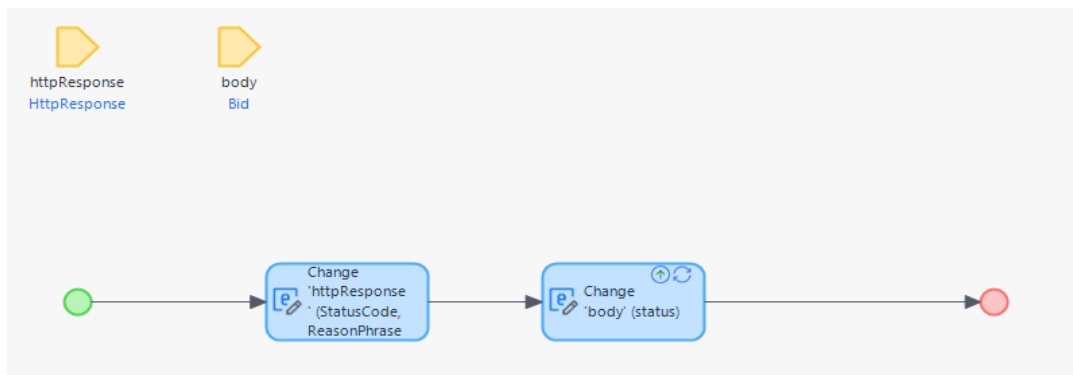 httpResponse
HttpResponse
body
Bid
Change
'httpResponse
' (StatusCode,
ReasonPhrase
Change
'body' (status)